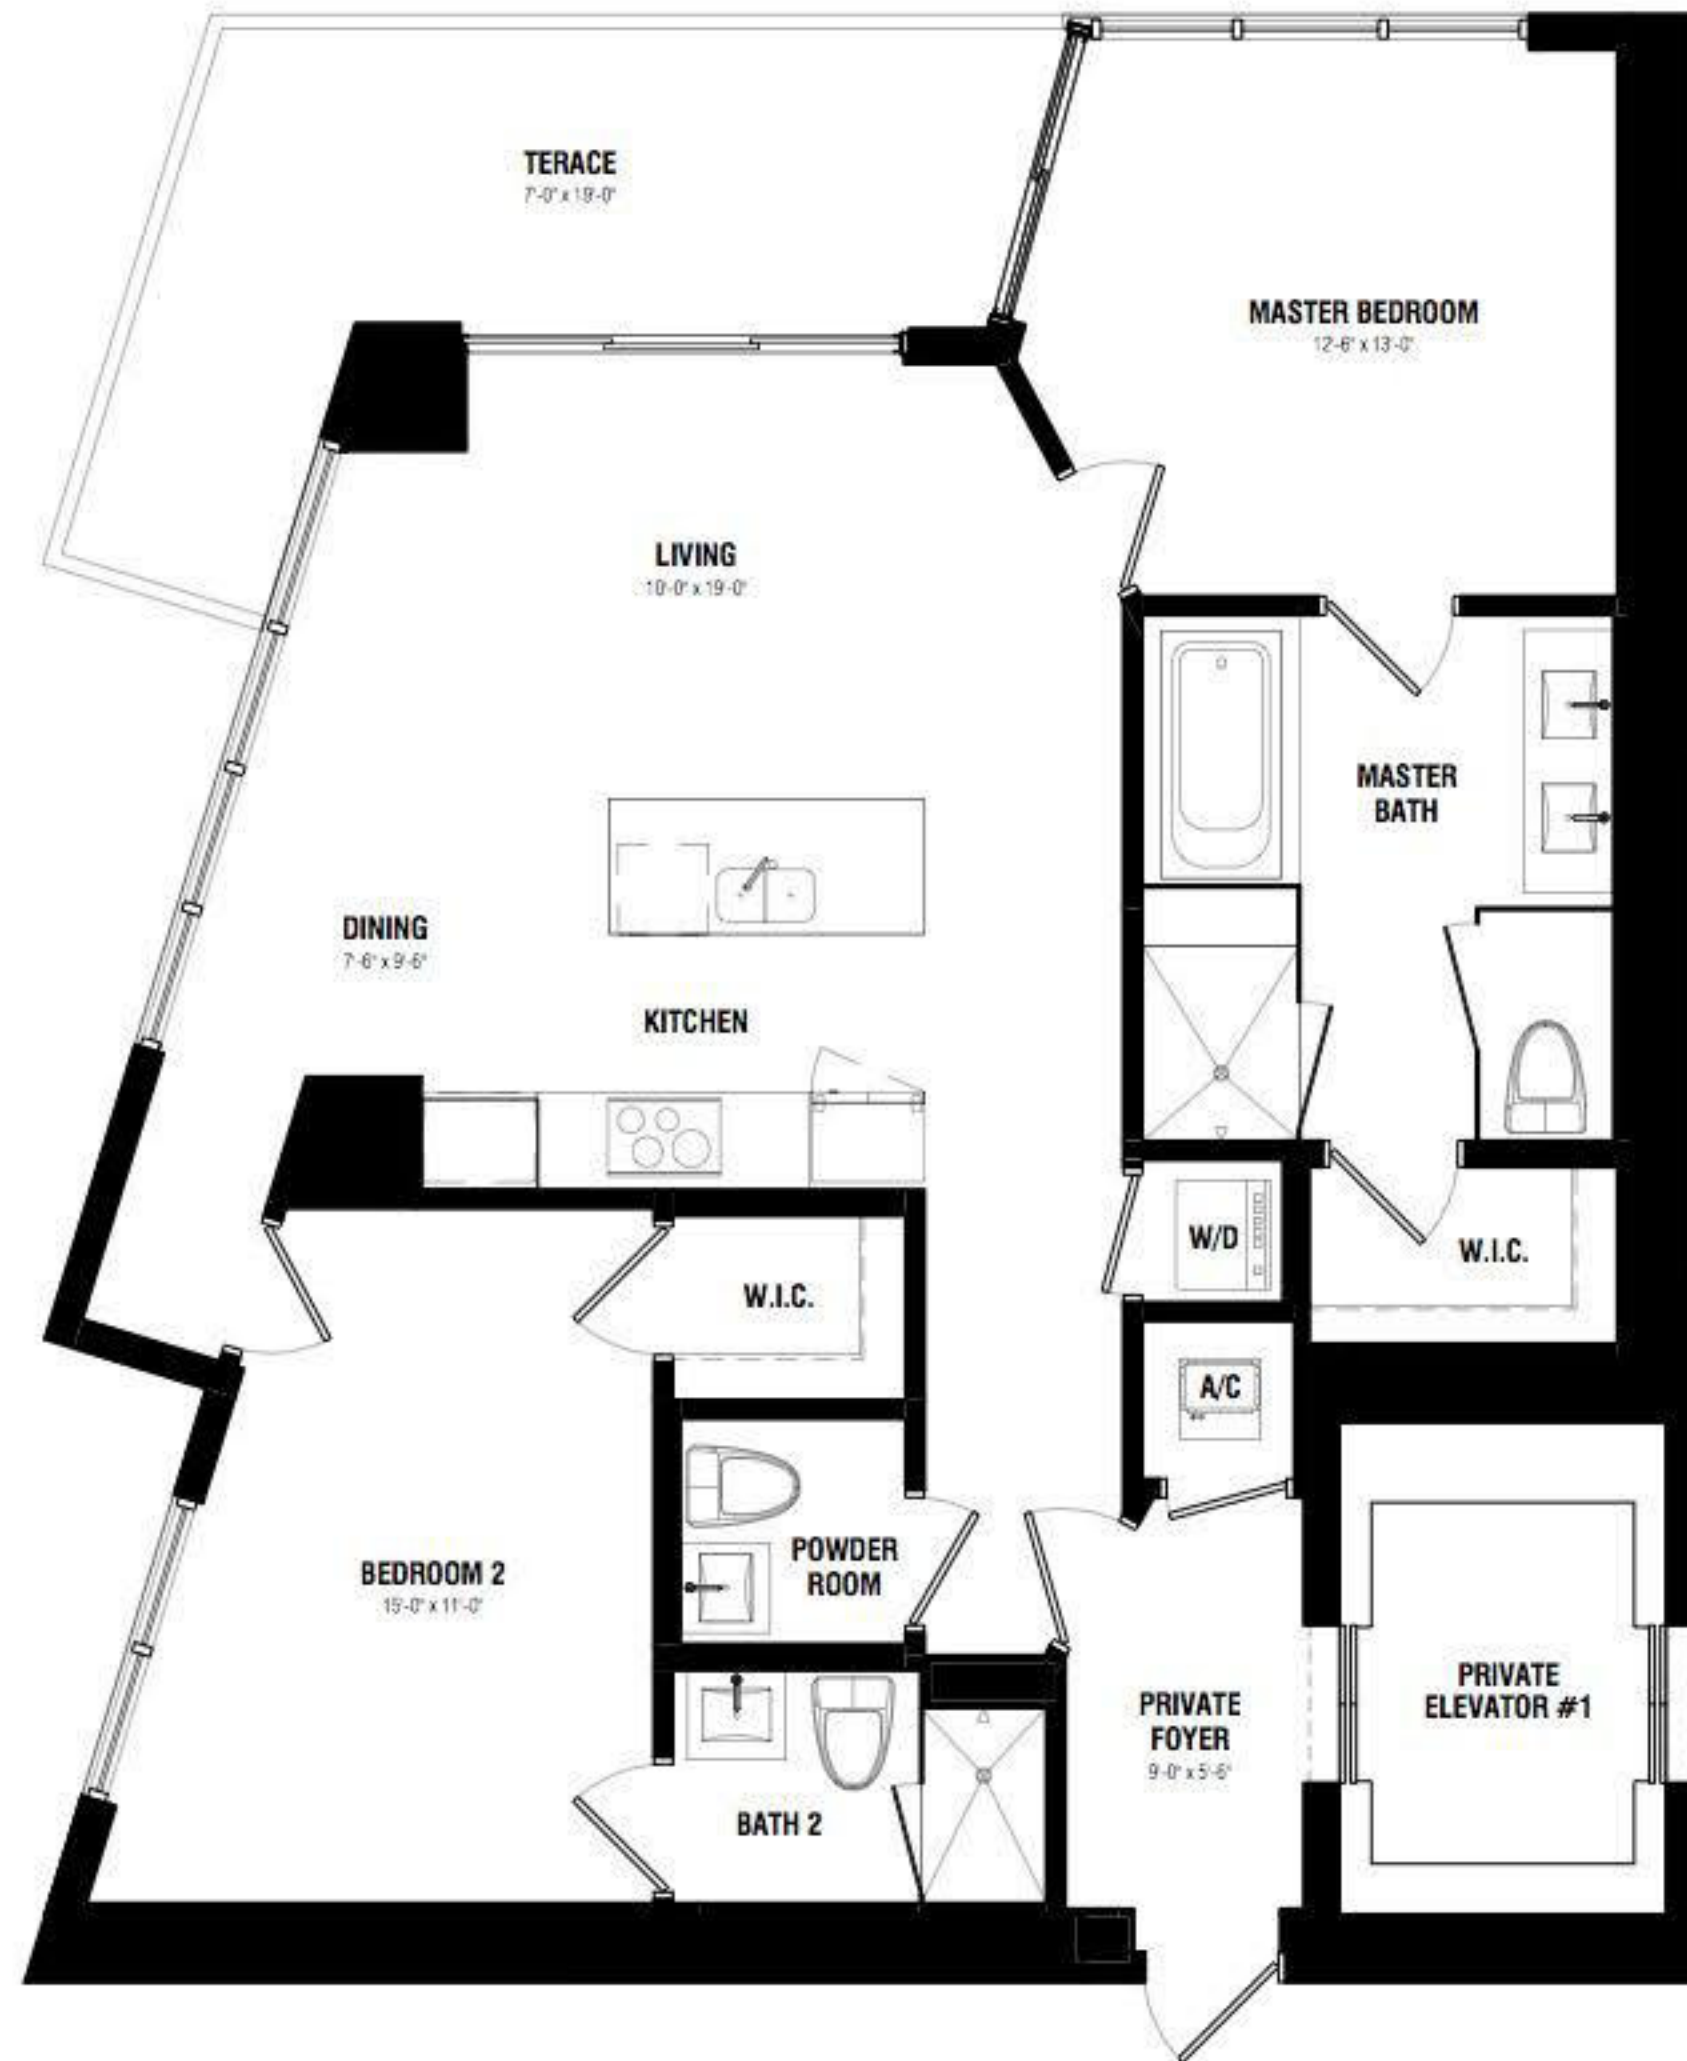 TERACE
7'-0" x 19'-0"
MASTER BEDROOM
12'-6" x 13'-0"
LIVING
10'-0" x 19'-0"
MASTER
BATH
DINING
7'-6" x 9'-6"
KITCHEN
W/D
W.I.C.
W.I.C.
A/C
POWDER
ROOM
BEDROOM 2
15'-0" x 11'-0"
PRIVATE
ELEVATOR #1
PRIVATE
FOYER
9'-0" x 5'-6"
BATH 2